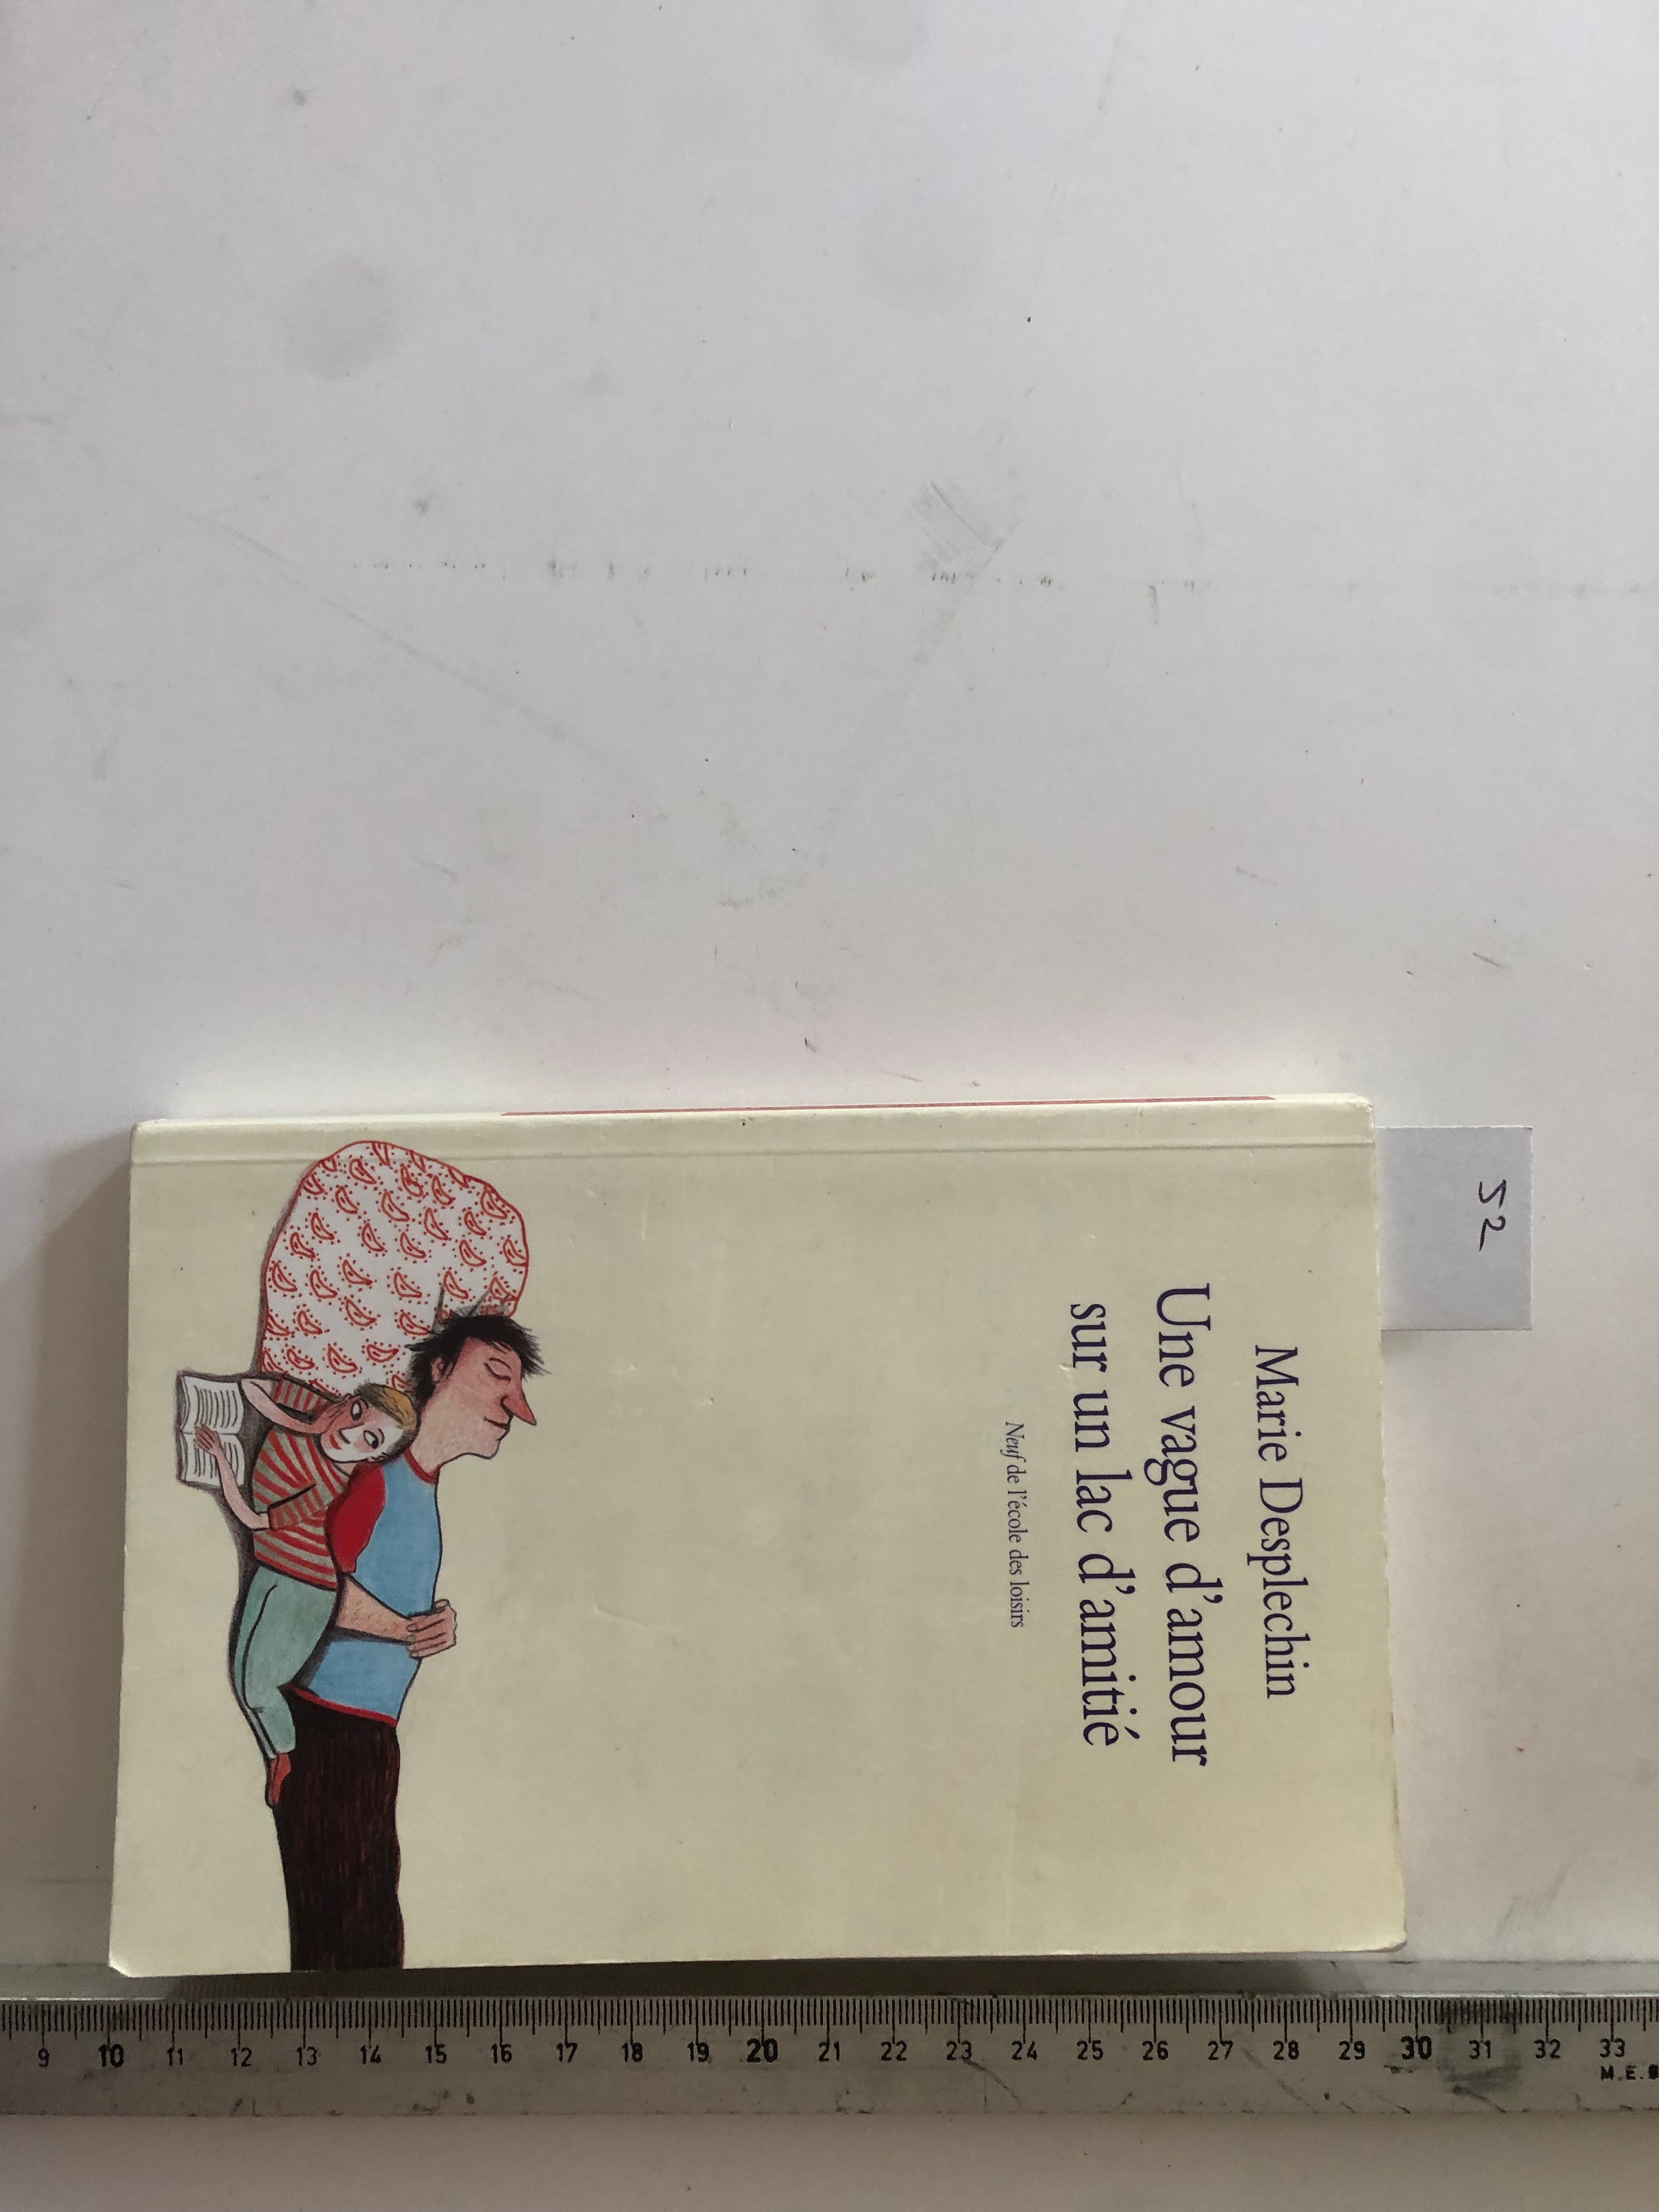 52
Marie Desplechin
Une vague d'amour
sur un lac d'amitié
Neuf de l'école des loisirs
9 10 11 12 13 14 15 16 17 18 19 20 21 22 23 24 25 26 27 28 29 30 31 32 33
M.E.